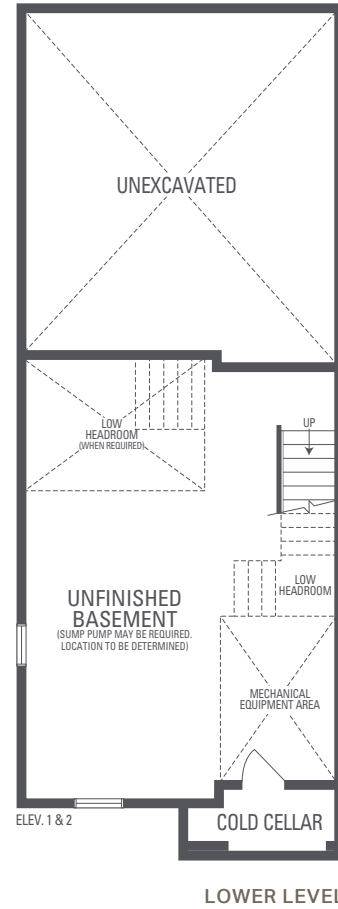 UNEXCAVATED
LOW
HEADROOM
(WHEN REQUIRED)
UP
LOW
HEADROOM
UNFINISHED
BASEMENT
(SUMP PUMP MAY BE REQUIRED.
LOCATION TO BE DETERMINED)
MECHANICAL
EQUIPMENT AREA
ELEV. 1 & 2
COLD CELLAR
LOWER LEVEL